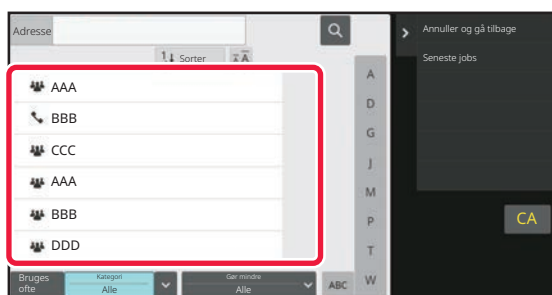 Adresse
Annuller og gå tilbage
Sorter
Seneste jobs
AAA
BBB
CCC
AAA
BBB
DDD
A
D
G
J
M
P
T
W
CA
Bruges ofte
Kategori
Alle
Gør mindre
Alle
ABC